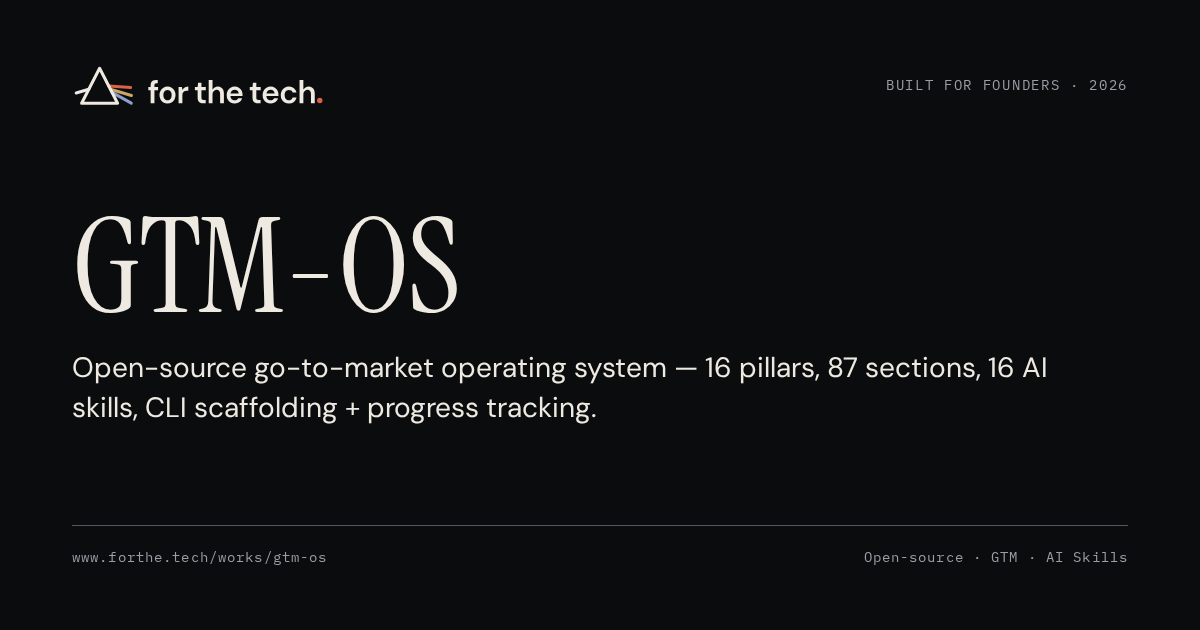 for the tech.
BUILT FOR FOUNDERS · 2026
GTM-OS
Open-source go-to-market operating system — 16 pillars, 87 sections, 16 AI
skills, CLI scaffolding + progress tracking.
www.forthe.tech/works/gtm-os
Open-source · GTM · AI Skills